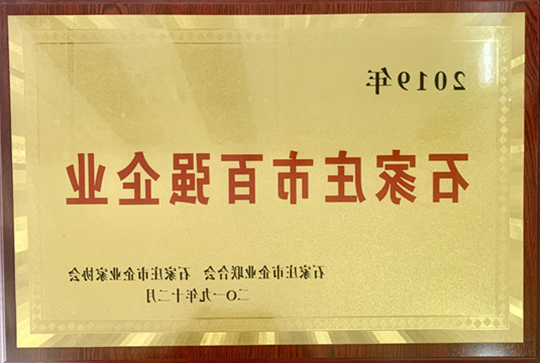 2019年
石家庄市百强企业
石家庄市企业联合会 石家庄市企业家协会
二〇一九年十二月